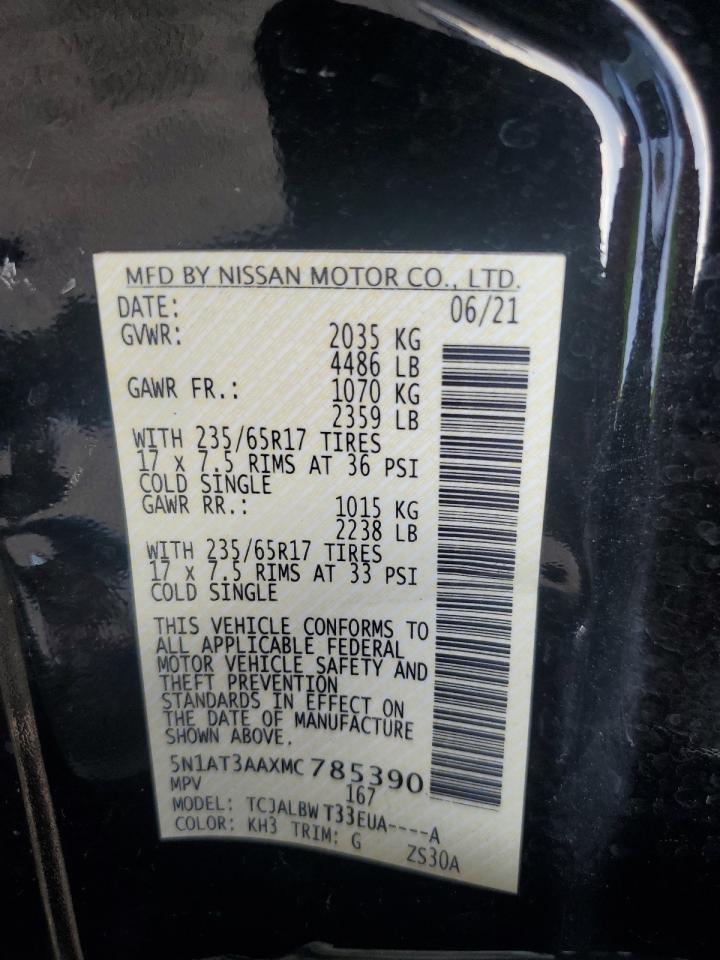 MFD BY NISSAN MOTOR CO., LTD.
DATE: 06/21
GVWR: 2035 KG
4486 LB
GAWR FR.: 1070 KG
2359 LB
WITH 235/65R17 TIRES
17 x 7.5 RIMS AT 36 PSI
COLD SINGLE
GAWR RR.: 1015 KG
2238 LB
WITH 235/65R17 TIRES
17 x 7.5 RIMS AT 33 PSI
COLD SINGLE
THIS VEHICLE CONFORMS TO
ALL APPLICABLE FEDERAL
MOTOR VEHICLE SAFETY AND
THEFT PREVENTION
STANDARDS IN EFFECT ON
THE DATE OF MANUFACTURE
SHOWN ABOVE.
5N1AT3AAXMC785390
MPV 167
MODEL: TCJALBWT33EUA----A
COLOR: KH3 TRIM: G ZS30A